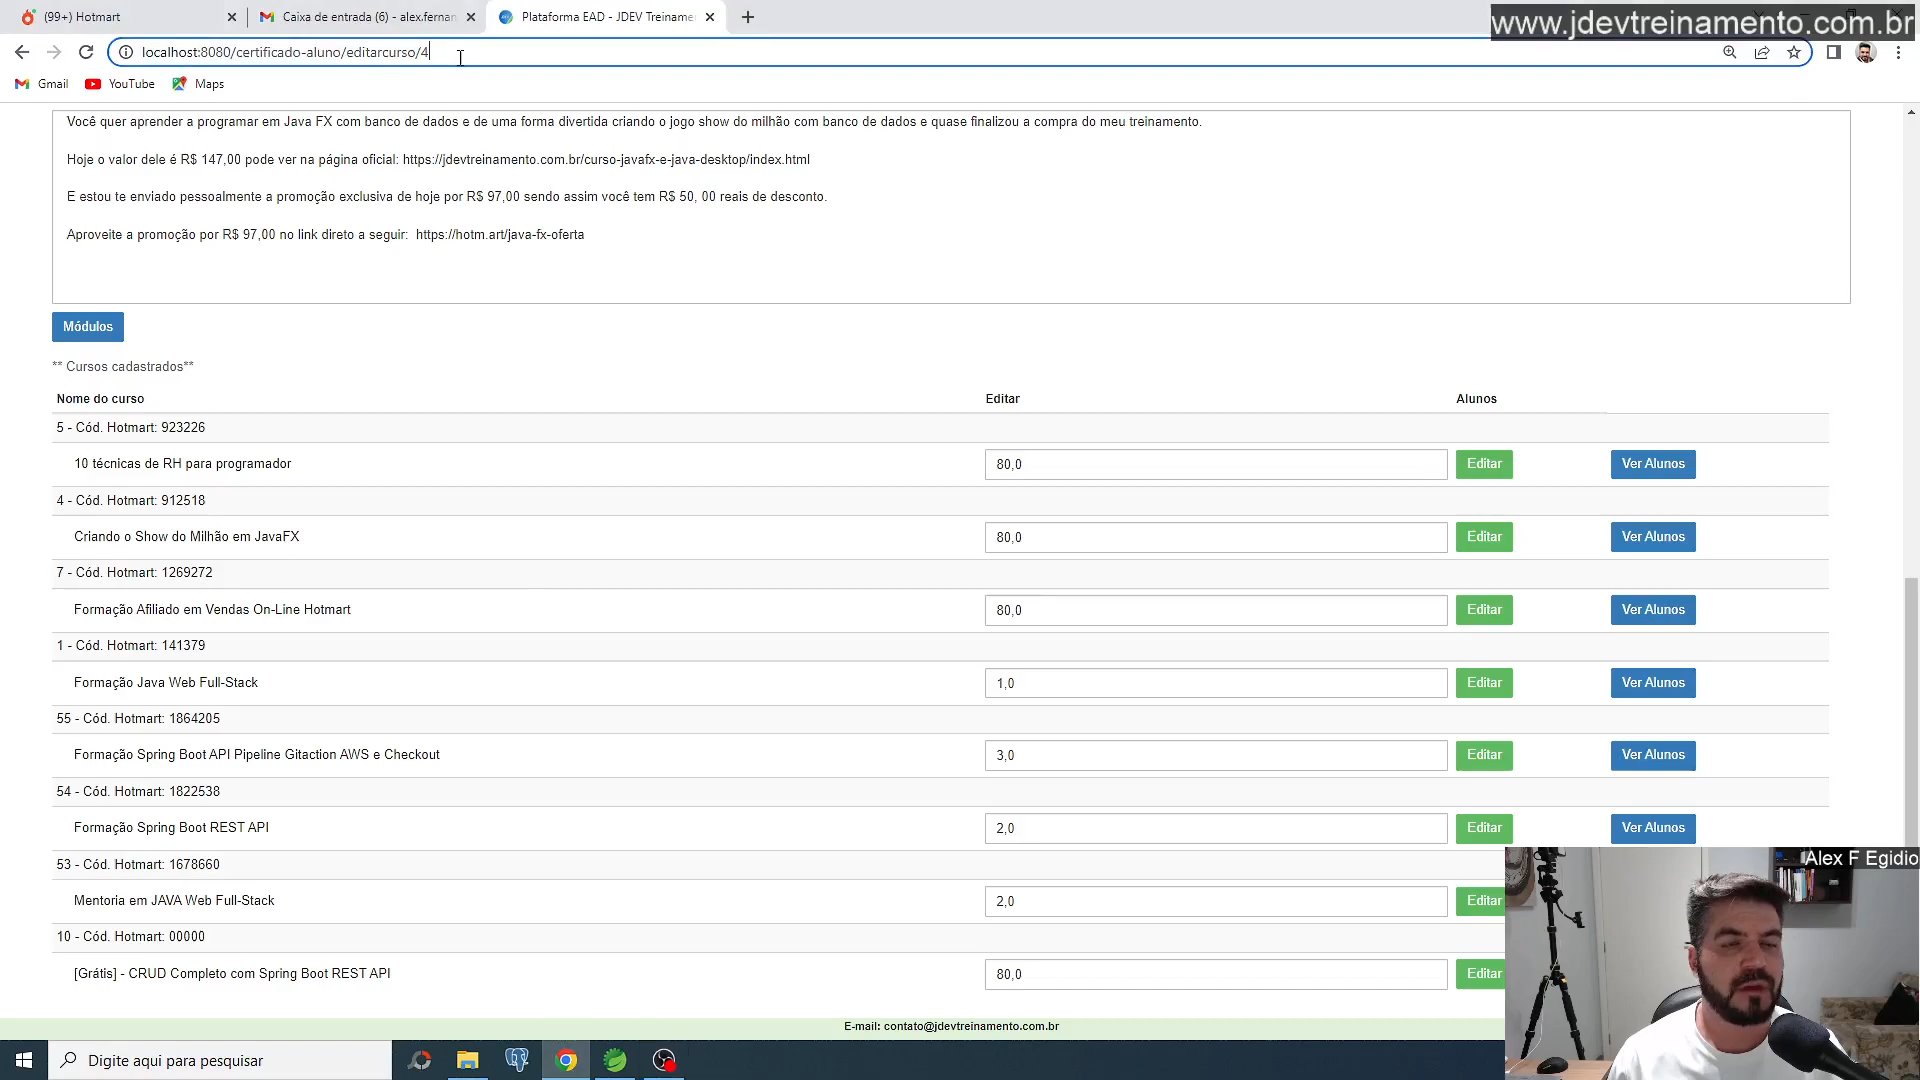 (99+) Hotmart
Caixa de entrada (6) - alex.fernan
Plataforma EAD - JDEV Treiname
www.jdevtreinamento.com.br
localhost:8080/certificado-aluno/editarcurso/4
Gmail
YouTube
Maps
Você quer aprender a programar em Java FX com banco de dados e de uma forma divertida criando o jogo show do milhão com banco de dados e quase finalizou a compra do meu treinamento.
Hoje o valor dele é R$ 147,00 pode ver na página oficial: https://jdevtreinamento.com.br/curso-javafx-e-java-desktop/index.html
E estou te enviado pessoalmente a promoção exclusiva de hoje por R$ 97,00 sendo assim você tem R$ 50, 00 reais de desconto.
Aproveite a promoção por R$ 97,00 no link direto a seguir:  https://hotm.art/java-fx-oferta
Módulos
** Cursos cadastrados**
Nome do curso Editar Alunos
5 - Cód. Hotmart: 923226
10 técnicas de RH para programador 80,0 Editar Ver Alunos
4 - Cód. Hotmart: 912518
Criando o Show do Milhão em JavaFX 80,0 Editar Ver Alunos
7 - Cód. Hotmart: 1269272
Formação Afiliado em Vendas On-Line Hotmart 80,0 Editar Ver Alunos
1 - Cód. Hotmart: 141379
Formação Java Web Full-Stack 1,0 Editar Ver Alunos
55 - Cód. Hotmart: 1864205
Formação Spring Boot API Pipeline Gitaction AWS e Checkout 3,0 Editar Ver Alunos
54 - Cód. Hotmart: 1822538
Formação Spring Boot REST API 2,0 Editar Ver Alunos
53 - Cód. Hotmart: 1678660
Alex F Egidio
Mentoria em JAVA Web Full-Stack 2,0 Editar
10 - Cód. Hotmart: 00000
[Grátis] - CRUD Completo com Spring Boot REST API 80,0 Editar
E-mail: contato@jdevtreinamento.com.br
Digite aqui para pesquisar